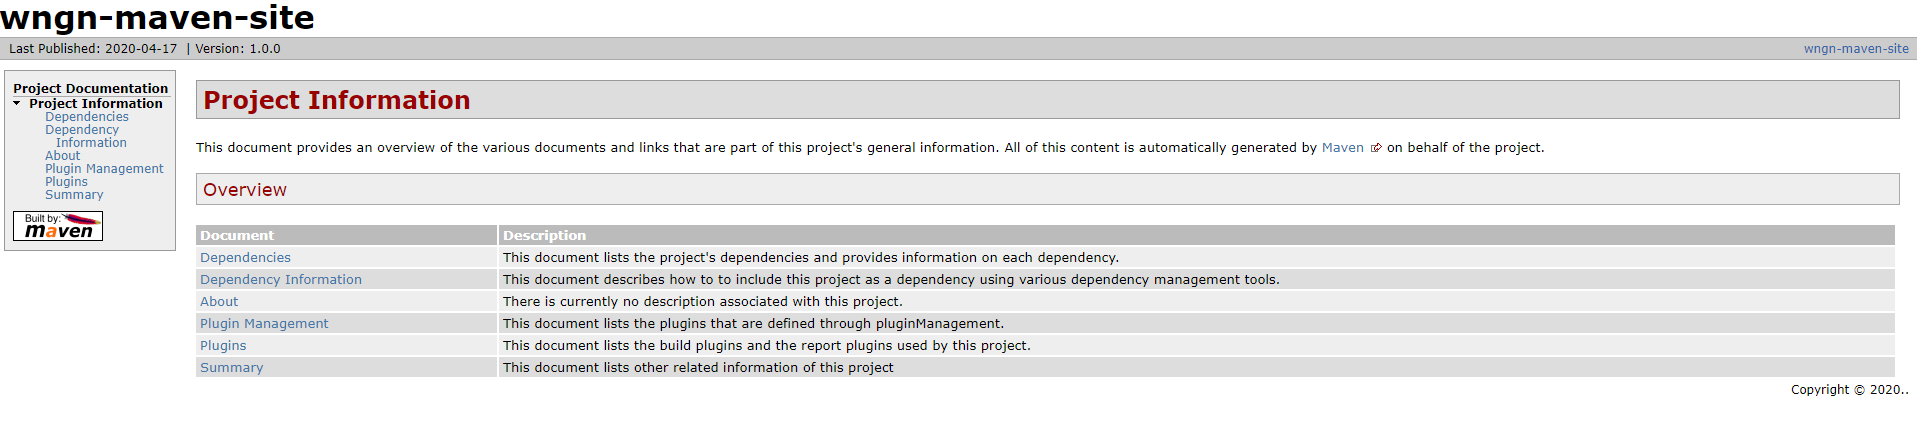 wngn-maven-site
Last Published: 2020-04-17 | Version: 1.0.0
wngn-maven-site
Project Documentation
Project Information
Dependencies
Dependency
Information
About
Plugin Management
Plugins
Summary
Built by:
maven
Project Information
This document provides an overview of the various documents and links that are part of this project's general information. All of this content is automatically generated by Maven on behalf of the project.
Overview
Document Description
Dependencies This document lists the project's dependencies and provides information on each dependency.
Dependency Information This document describes how to to include this project as a dependency using various dependency management tools.
About There is currently no description associated with this project.
Plugin Management This document lists the plugins that are defined through pluginManagement.
Plugins This document lists the build plugins and the report plugins used by this project.
Summary This document lists other related information of this project
Copyright © 2020..